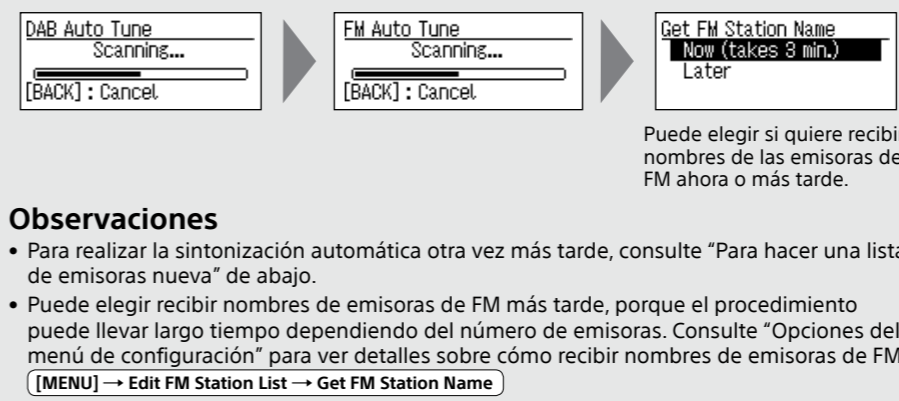 DAB Auto Tune
Scanning...
[BACK] : Cancel
FM Auto Tune
Scanning...
[BACK] : Cancel
Get FM Station Name
Now (takes 3 min.)
Later
Puede elegir si quiere recibi
nombres de las emisoras de
FM ahora o más tarde.
Observaciones
• Para realizar la sintonización automática otra vez más tarde, consulte “Para hacer una lista
de emisoras nueva” de abajo.
• Puede elegir recibir nombres de emisoras de FM más tarde, porque el procedimiento
puede llevar largo tiempo dependiendo del número de emisoras. Consulte “Opciones del
menú de configuración” para ver detalles sobre cómo recibir nombres de emisoras de FM
[MENU] → Edit FM Station List → Get FM Station Name